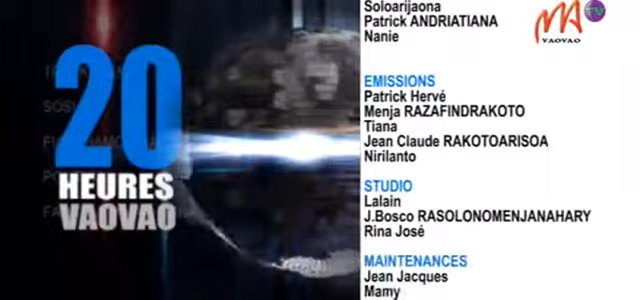 20
HEURES
VAOVAO
Soloarijaona
Patrick ANDRIATIANA
Nanie
MA TV
VAOVAO
EMISSIONS
Patrick Hervé
Menja RAZAFINDRAKOTO
Tiana
Jean Claude RAKOTOARISOA
Nirilanto
STUDIO
Lalain
J.Bosco RASOLONOMENJANAHARY
Rina José
MAINTENANCES
Jean Jacques
Mamy